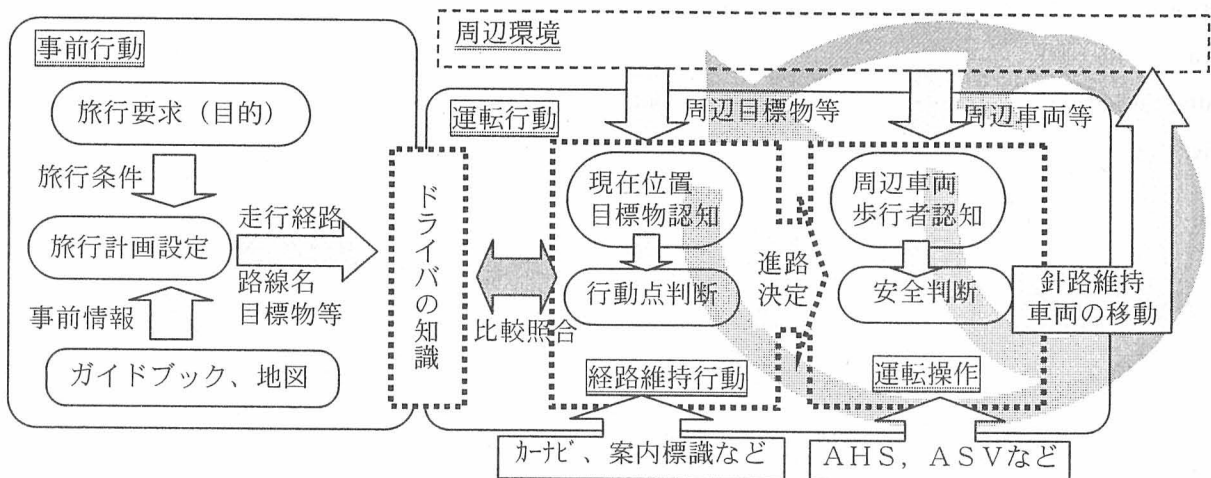 事前行動
旅行要求（目的）
旅行条件
旅行計画設定
事前情報
ガイドブック、地図
走行経路
路線名
目標物等
ドライバの知識
周辺環境
運転行動
周辺目標物等
周辺車両等
現在位置
目標物認知
行動点判断
比較照合
経路維持行動
進路
決定
周辺車両
歩行者認知
安全判断
運転操作
針路維持
車両の移動
ｶｰﾅﾋﾞ、案内標識など
ＡＨＳ，ＡＳＶなど